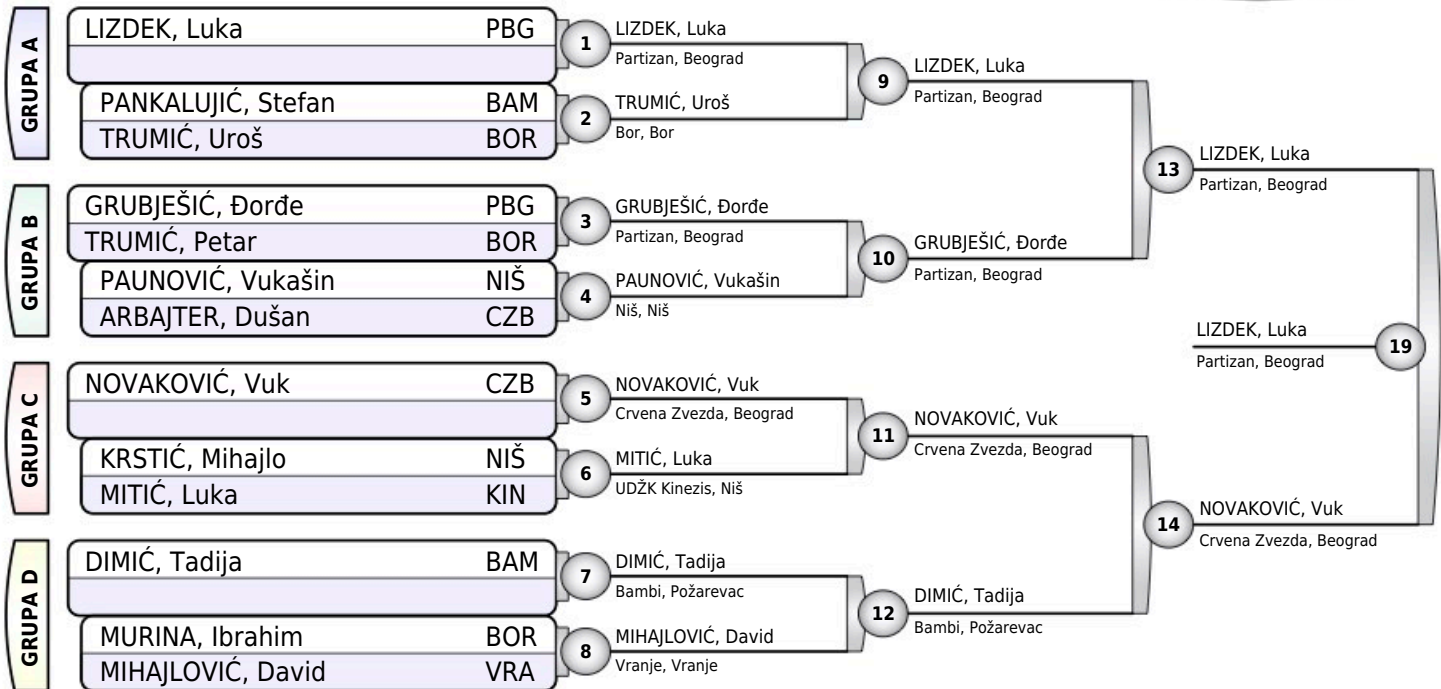 GRUPA A
LIZDEK, Luka PBG
PANKALUJIĆ, Stefan BAM
TRUMIĆ, Uroš BOR
GRUPA B
GRUBJEŠIĆ, Đorđe PBG
TRUMIĆ, Petar BOR
PAUNOVIĆ, Vukašin NIŠ
ARBAJTER, Dušan CZB
GRUPA C
NOVAKOVIĆ, Vuk CZB
KRSTIĆ, Mihajlo NIŠ
MITIĆ, Luka KIN
GRUPA D
DIMIĆ, Tadija BAM
MURINA, Ibrahim BOR
MIHAJLOVIĆ, David VRA
1 LIZDEK, Luka
Partizan, Beograd
2 TRUMIĆ, Uroš
Bor, Bor
3 GRUBJEŠIĆ, Đorđe
Partizan, Beograd
4 PAUNOVIĆ, Vukašin
Niš, Niš
5 NOVAKOVIĆ, Vuk
Crvena Zvezda, Beograd
6 MITIĆ, Luka
UDŽK Kinezis, Niš
7 DIMIĆ, Tadija
Bambi, Požarevac
8 MIHAJLOVIĆ, David
Vranje, Vranje
9 LIZDEK, Luka
Partizan, Beograd
10 GRUBJEŠIĆ, Đorđe
Partizan, Beograd
11 NOVAKOVIĆ, Vuk
Crvena Zvezda, Beograd
12 DIMIĆ, Tadija
Bambi, Požarevac
13 LIZDEK, Luka
Partizan, Beograd
14 NOVAKOVIĆ, Vuk
Crvena Zvezda, Beograd
LIZDEK, Luka
Partizan, Beograd
19